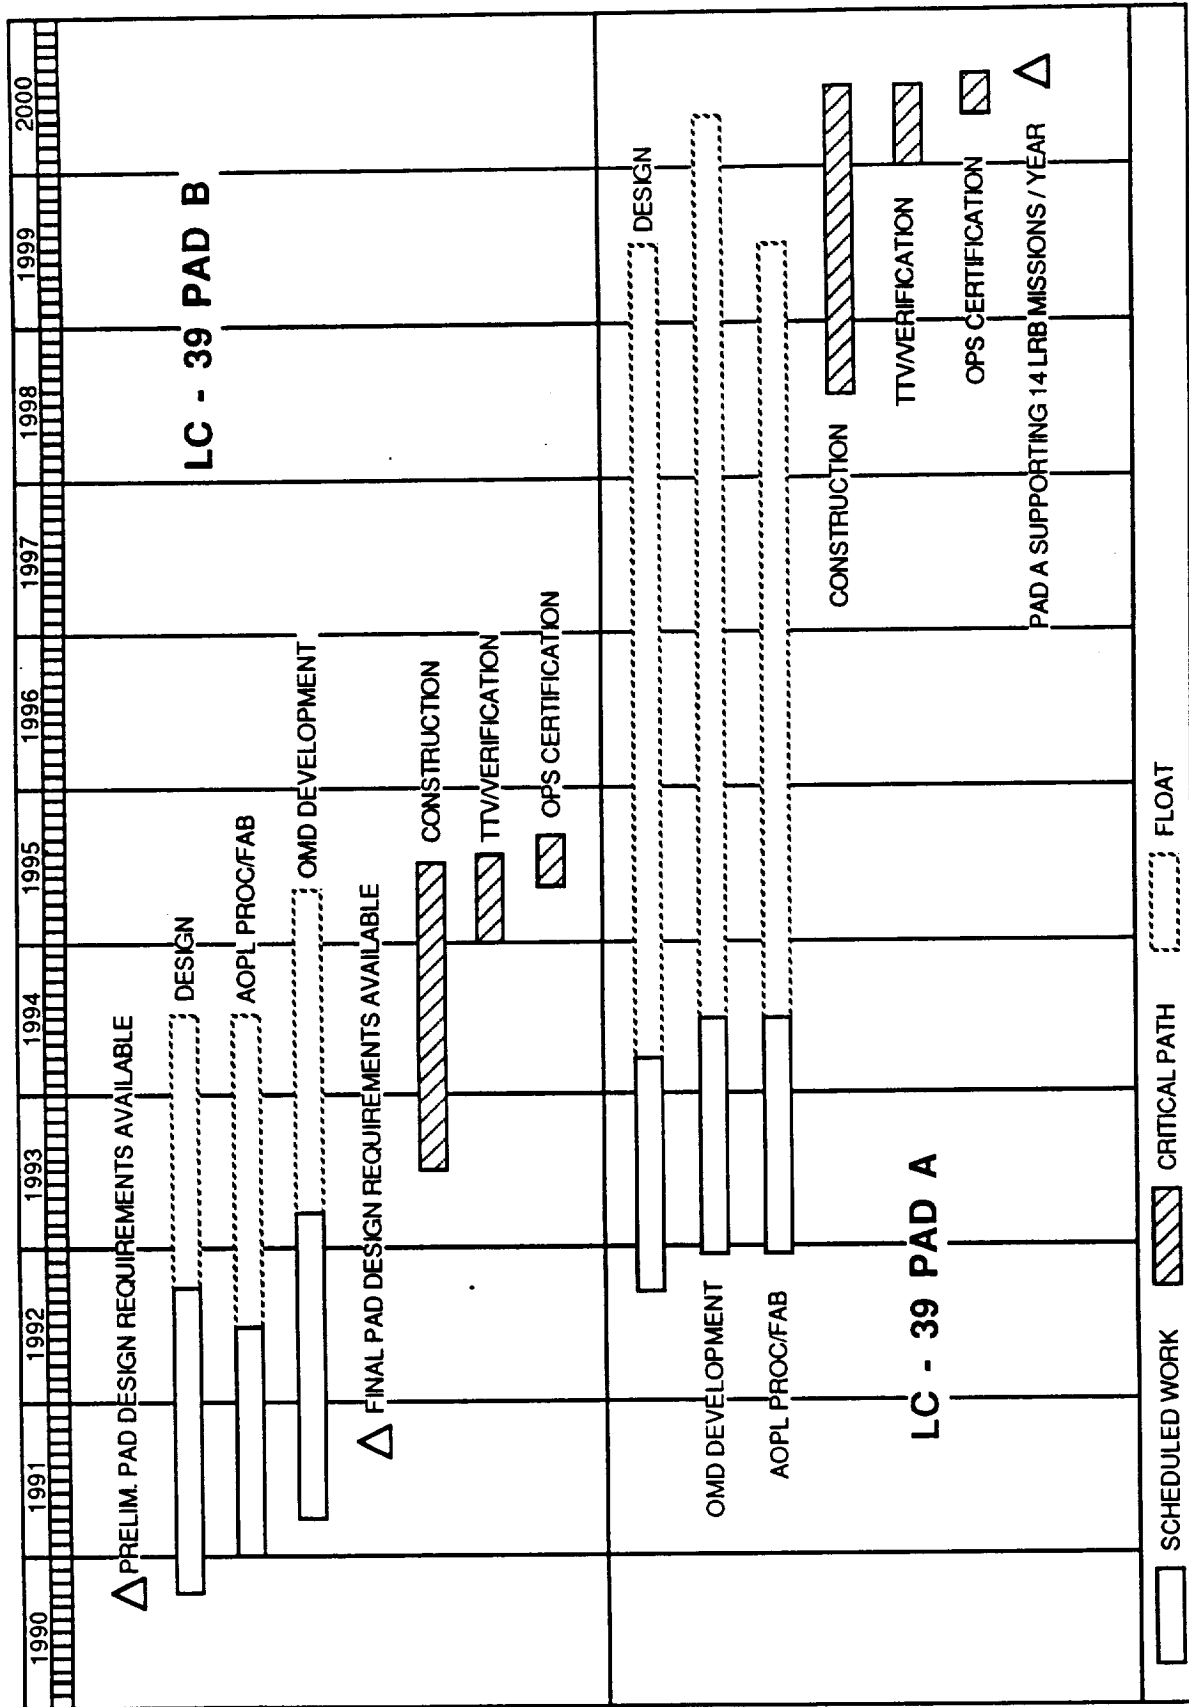 1990 1991 1992 1993 1994 1995 1996 1997 1998 1999 2000
PRELIM. PAD DESIGN REQUIREMENTS AVAILABLE
LC - 39 PAD B
DESIGN
AOPL PROC/FAB
OMD DEVELOPMENT
FINAL PAD DESIGN REQUIREMENTS AVAILABLE
CONSTRUCTION
TTV/VERIFICATION
OPS CERTIFICATION
DESIGN
OMD DEVELOPMENT
AOPL PROC/FAB
CONSTRUCTION
TTV/VERIFICATION
LC - 39 PAD A
OPS CERTIFICATION
PAD A SUPPORTING 14 LRB MISSIONS / YEAR
SCHEDULED WORK CRITICAL PATH FLOAT